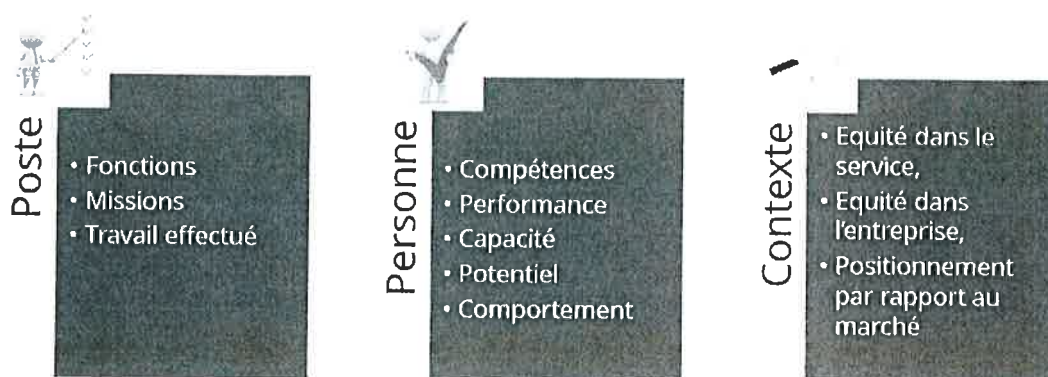 Poste
• Fonctions
• Missions
• Travail effectué
Personne
• Compétences
• Performance
• Capacité
• Potentiel
• Comportement
Contexte
• Equité dans le
service,
• Equité dans
l'entreprise,
• Positionnement
par rapport au
marché